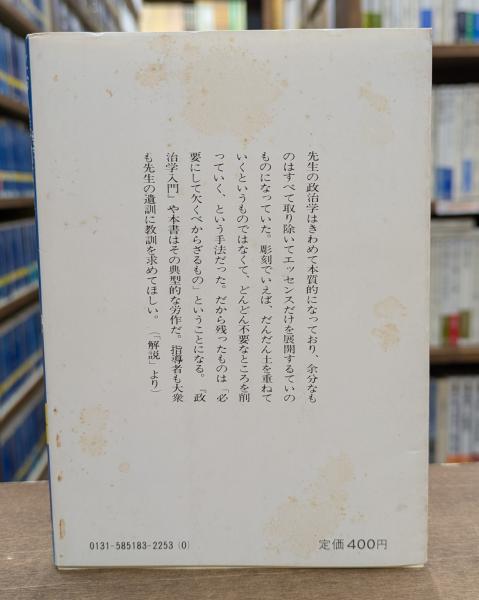 先生の政治学はきわめて本質的になっており、余分なも
のはすべて取り除いてエッセンスだけを展開するていの
ものになっていた。彫刻でいえば、だんだん土を重ねて
いくというものではなくて、どんどん不要なところを削
っていく、という手法だった。だから残ったものは「必
要にして欠くべからざるもの」ということになる。『政
治学入門』や本書はその典型的な労作だ。指導者も大衆
も先生の遺訓に教訓を求めてほしい。（「解説」より）
0131-585183-2253(0)
定価400円